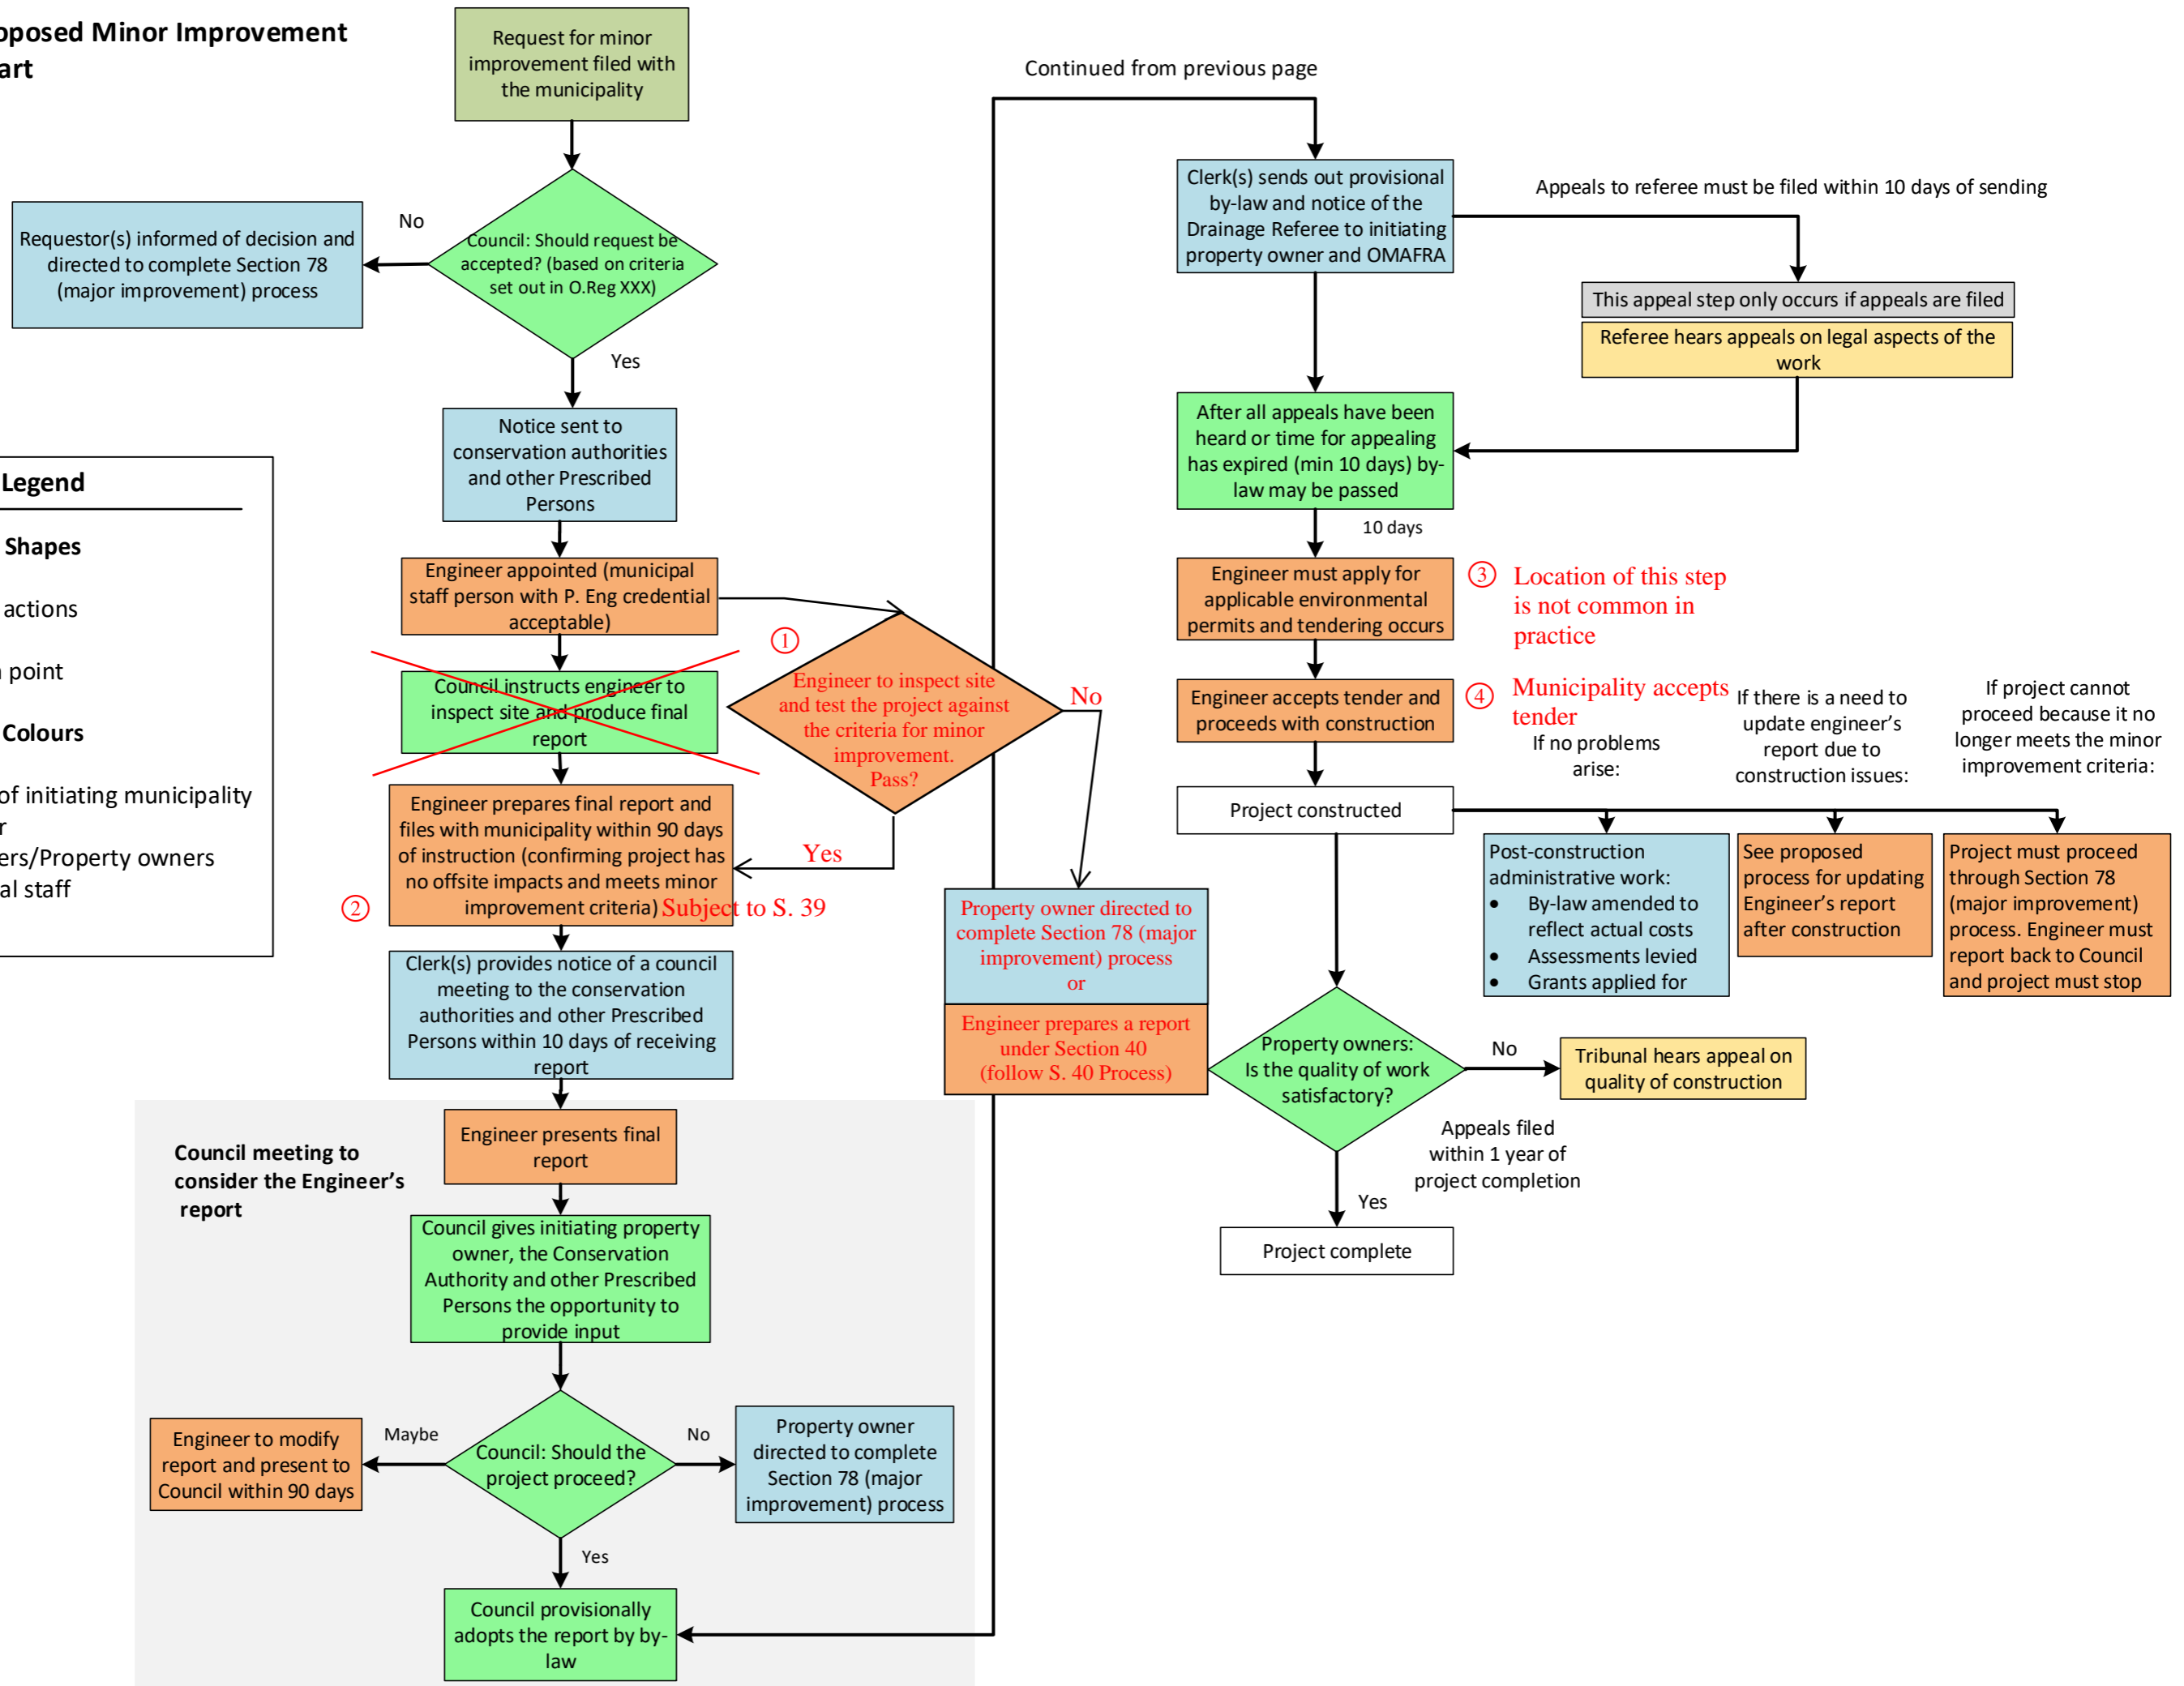 oposed Minor Improvement
art
Request for minor
improvement filed with
the municipality
Council: Should request be
accepted? (based on criteria
set out in O.Reg XXX)
No
Requestor(s) informed of decision and
directed to complete Section 78
(major improvement) process
Yes
Notice sent to
conservation authorities
and other Prescribed
Persons
Legend
Shapes
actions
point
Colours
of initiating municipality
r
ers/Property owners
al staff
Engineer appointed (municipal
staff person with P. Eng credential
acceptable)
Council instructs engineer to
inspect site and produce final
report
①
Engineer to inspect site
and test the project against
the criteria for minor
improvement.
Pass?
No
Yes
Engineer prepares final report and
files with municipality within 90 days
of instruction (confirming project has
no offsite impacts and meets minor
improvement criteria)
② Subject to S. 39
Property owner directed to
complete Section 78 (major
improvement) process
or
Engineer prepares a report
under Section 40
(follow S. 40 Process)
Clerk(s) provides notice of a council
meeting to the conservation
authorities and other Prescribed
Persons within 10 days of receiving
report
Council meeting to
consider the Engineer's
report
Engineer presents final
report
Council gives initiating property
owner, the Conservation
Authority and other Prescribed
Persons the opportunity to
provide input
Council: Should the
project proceed?
Maybe
Engineer to modify
report and present to
Council within 90 days
No
Property owner
directed to complete
Section 78 (major
improvement) process
Yes
Council provisionally
adopts the report by by-
law
Continued from previous page
Clerk(s) sends out provisional
by-law and notice of the
Drainage Referee to initiating
property owner and OMAFRA
Appeals to referee must be filed within 10 days of sending
This appeal step only occurs if appeals are filed
Referee hears appeals on legal aspects of the
work
After all appeals have been
heard or time for appealing
has expired (min 10 days) by-
law may be passed
10 days
Engineer must apply for
applicable environmental
permits and tendering occurs
③ Location of this step
is not common in
practice
Engineer accepts tender and
proceeds with construction
④ Municipality accepts
tender
Project constructed
If no problems
arise:
If there is a need to
update engineer's
report due to
construction issues:
If project cannot
proceed because it no
longer meets the minor
improvement criteria:
Post-construction
administrative work:
• By-law amended to
reflect actual costs
• Assessments levied
• Grants applied for
See proposed
process for updating
Engineer's report
after construction
Project must proceed
through Section 78
(major improvement)
process. Engineer must
report back to Council
and project must stop
Property owners:
Is the quality of work
satisfactory?
No
Tribunal hears appeal on
quality of construction
Appeals filed
within 1 year of
project completion
Yes
Project complete